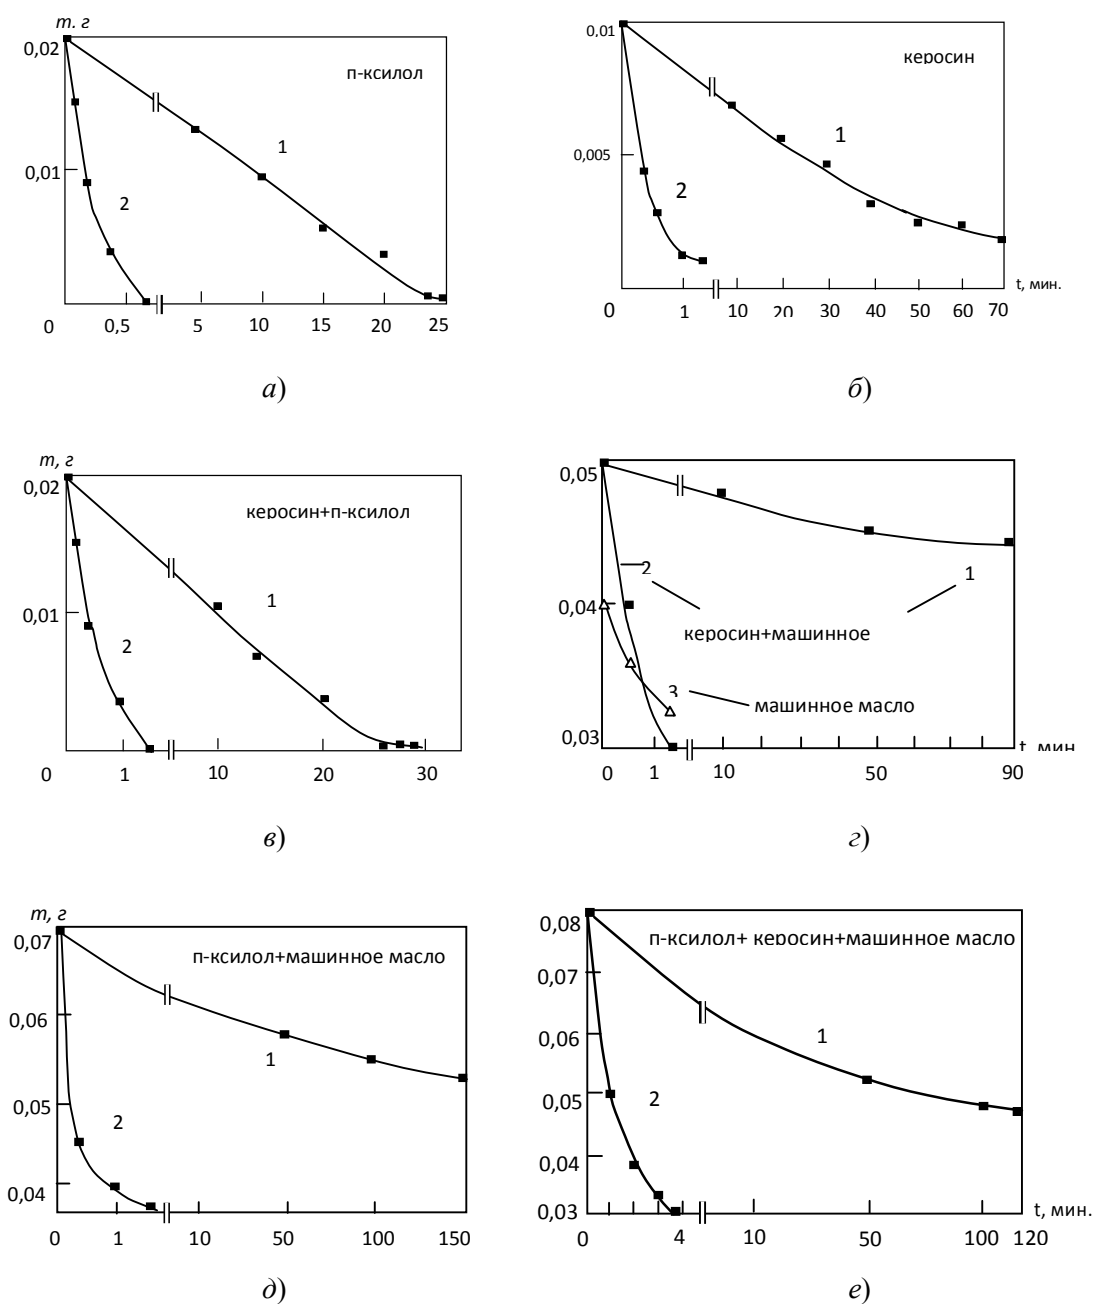 m. г
0,02
п-ксилол
1
0,01
2
0 0,5 5 10 15 20 25
а)
0,01
керосин
1
0,005
2
t, мин.
0 1 10 20 30 40 50 60 70
б)
m, г
0,02
керосин+п-ксилол
1
0,01
2
0 1 10 20 30
в)
0,05
2
1
0,04
керосин+машинное
3
машинное масло
0,03
t, мин
0 1 10 50 90
г)
m, г
0,07
п-ксилол+машинное масло
0,06
1
0,05
2
0,04
0 1 10 50 100 150
д)
0,08
п-ксилол+ керосин+машинное масло
0,07
0,06
1
0,05
2
0,04
0,03
t, мин.
0 4 10 50 100 120
е)